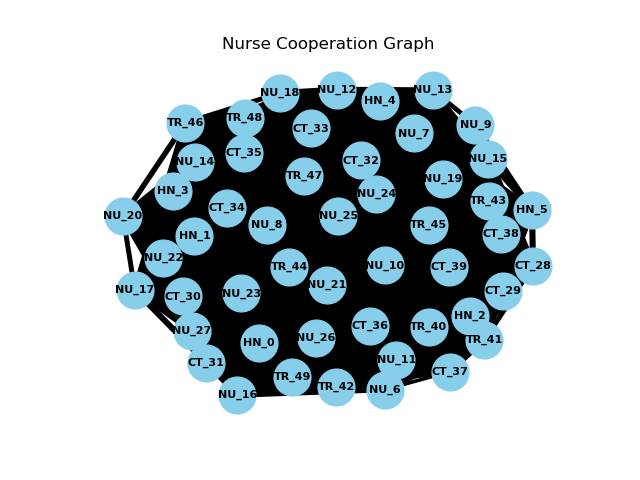 Nurse Cooperation Graph
NU_12
NU_13
NU_18
HN_4
TR_48
TR_46
NU_9
CT_33
NU_7
CT_35
NU_15
CT_32
NU_14
TR_47
NU_19
HN_3
NU_24
TR_43
CT_34
HN_5
NU_20
NU_25
NU_8
TR_45
CT_38
HN_1
NU_22
NU_10
CT_28
TR_44
CT_39
NU_21
NU_17
CT_29
NU_23
CT_30
HN_2
CT_36
TR_40
NU_27
NU_26
TR_41
HN_0
NU_11
CT_31
CT_37
TR_49
TR_42
NU_6
NU_16